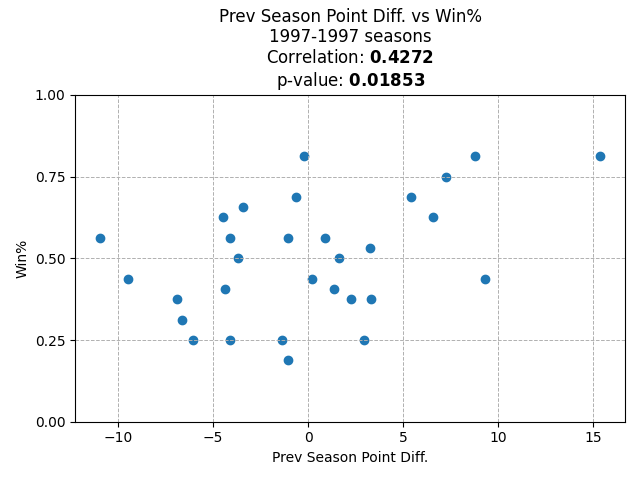 Prev Season Point Diff. vs Win%
1997-1997 seasons
Correlation: 0.4272
p-value: 0.01853
1.00
0.75
0.50
0.25
0.00
Win%
−10
−5
0
5
10
15
Prev Season Point Diff.